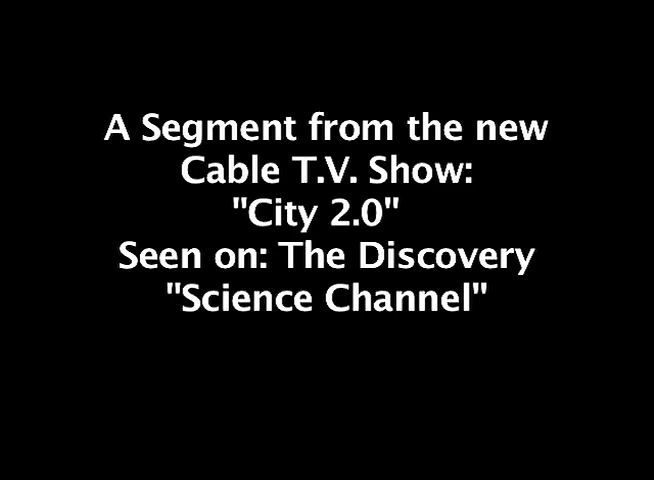 A Segment from the new
Cable T.V. Show:
"City 2.0"
Seen on: The Discovery
"Science Channel"